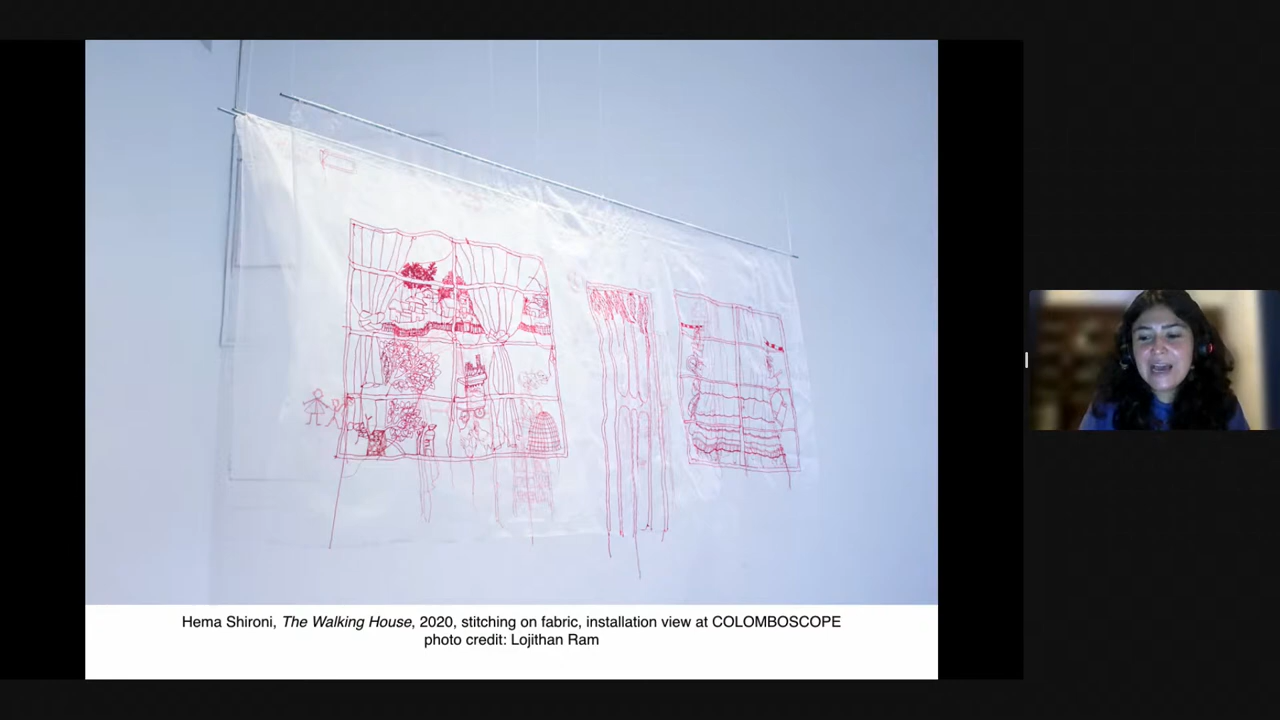 Hema Shironi, The Walking House, 2020, stitching on fabric, installation view at COLOMBOSCOPE
photo credit: Lojithan Ram